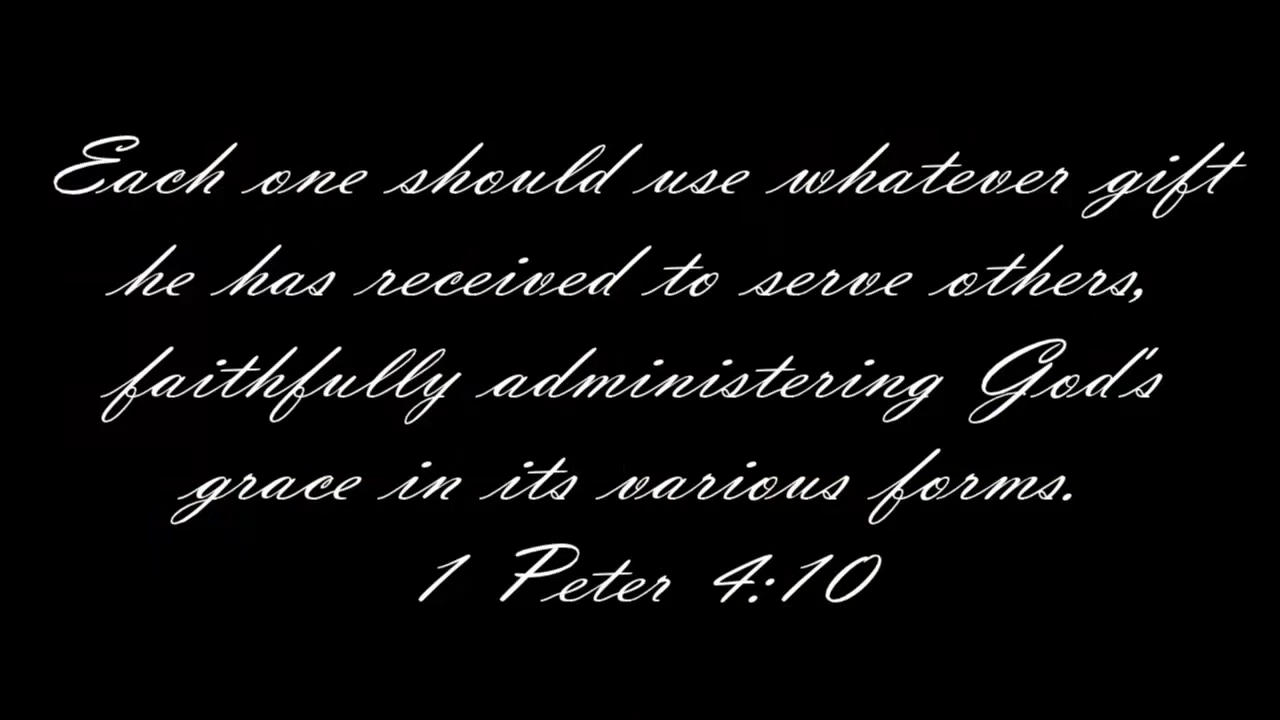 Each one should use whatever gift
he has received to serve others,
faithfully administering God's
grace in its various forms.
1 Peter 4:10